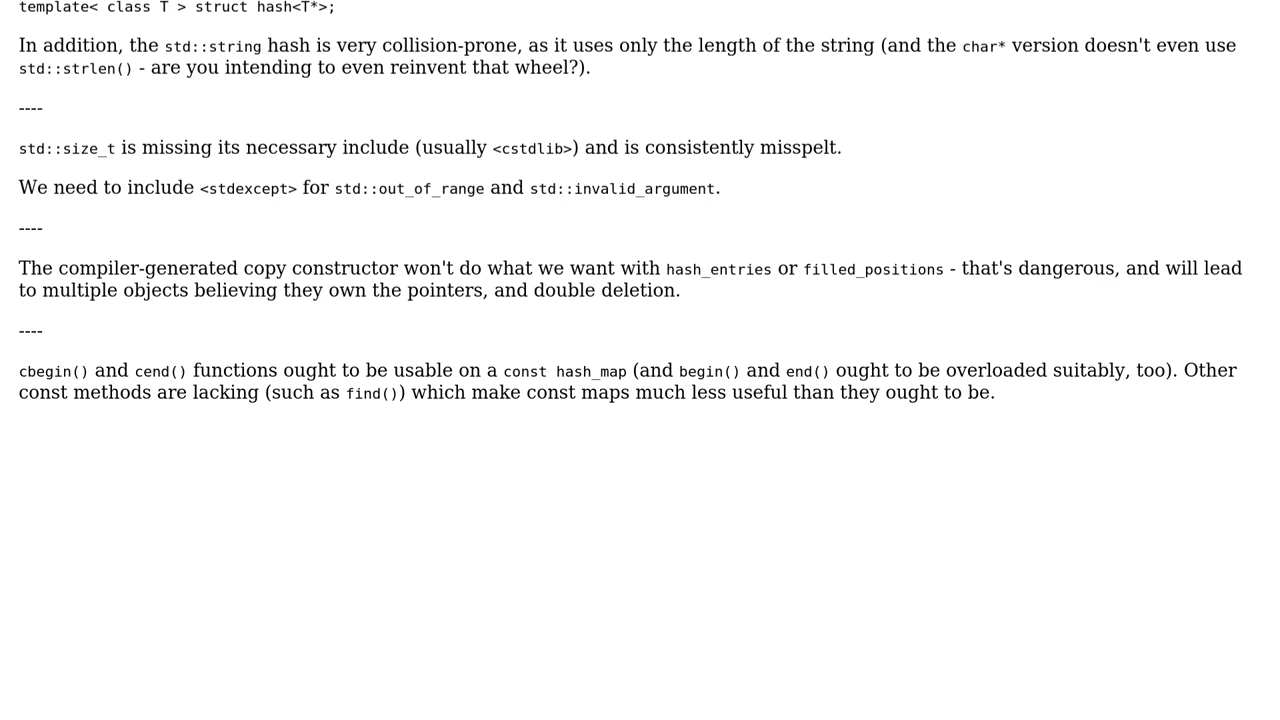 template< class T > struct hash<T*>;
In addition, the std::string hash is very collision-prone, as it uses only the length of the string (and the char* version doesn't even use
std::strlen() - are you intending to even reinvent that wheel?).
----
std::size_t is missing its necessary include (usually <cstdlib>) and is consistently misspelt.
We need to include <stdexcept> for std::out_of_range and std::invalid_argument.
----
The compiler-generated copy constructor won't do what we want with hash_entries or filled_positions - that's dangerous, and will lead
to multiple objects believing they own the pointers, and double deletion.
----
cbegin() and cend() functions ought to be usable on a const hash_map (and begin() and end() ought to be overloaded suitably, too). Other
const methods are lacking (such as find()) which make const maps much less useful than they ought to be.